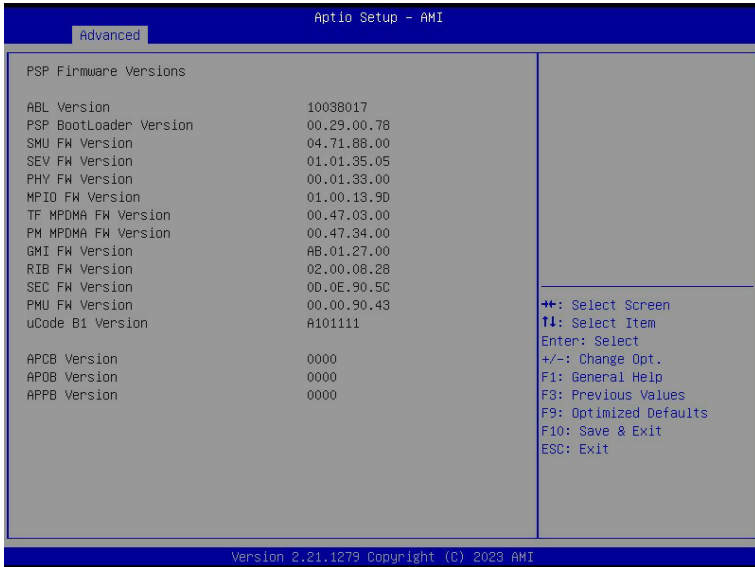 Aptio Setup – AMI
Advanced
PSP Firmware Versions
ABL Version 10038017
PSP BootLoader Version 00.29.00.78
SMU FW Version 04.71.88.00
SEV FW Version 01.01.35.05
PHY FW Version 00.01.33.00
MPIO FW Version 01.00.13.9D
TF MPDMA FW Version 00.47.03.00
PM MPDMA FW Version 00.47.34.00
GMI FW Version AB.01.27.00
RIB FW Version 02.00.08.28
SEC FW Version 0D.0E.90.5C
PMU FW Version 00.00.90.43
uCode B1 Version A101111
APCB Version 0000
APOB Version 0000
APPB Version 0000
→←: Select Screen
↑↓: Select Item
Enter: Select
+/-: Change Opt.
F1: General Help
F3: Previous Values
F9: Optimized Defaults
F10: Save & Exit
ESC: Exit
Version 2.21.1279 Copyright (C) 2023 AMI